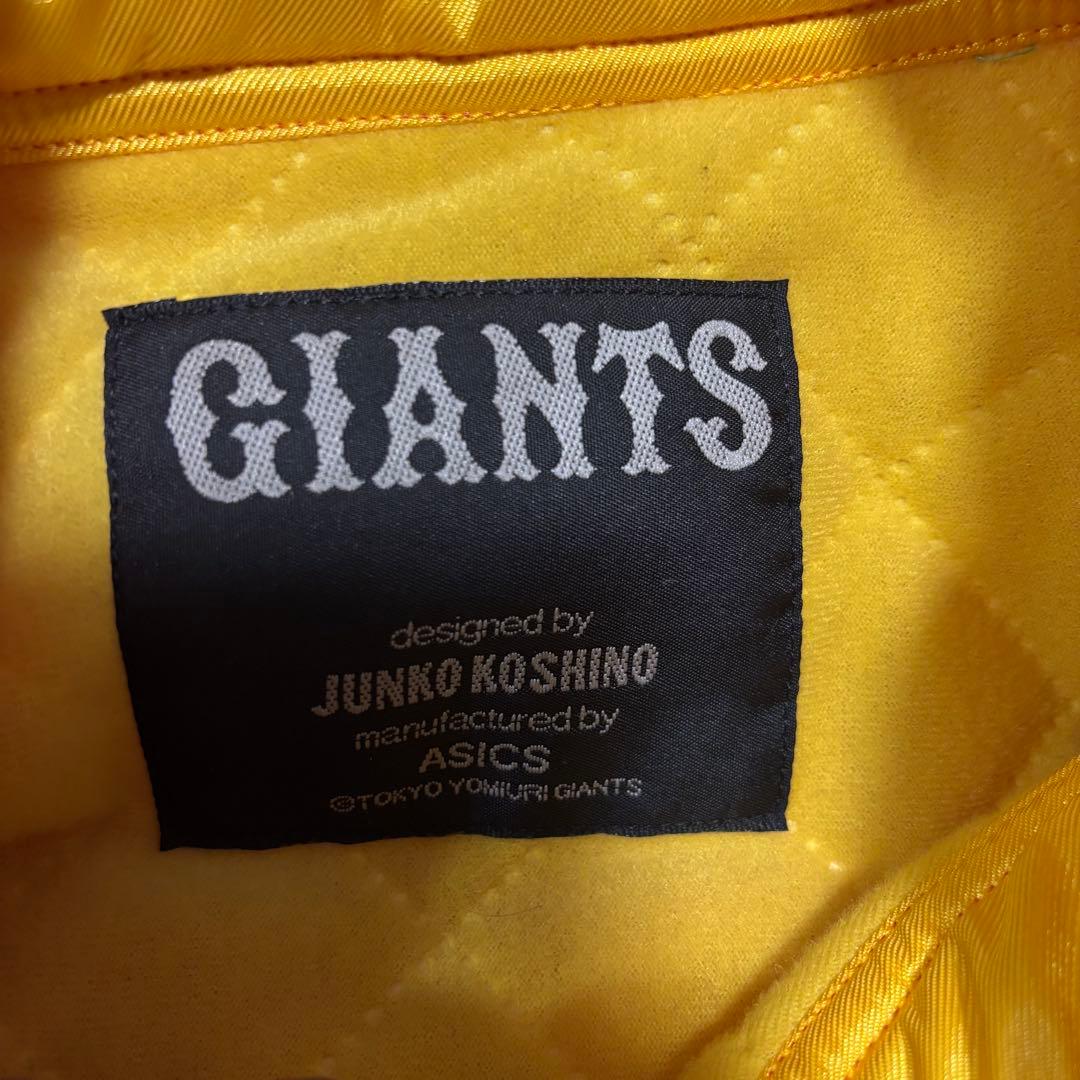 GIANTS
designed by
JUNKO KOSHINO
manufactured by
ASICS
©TOKYO YOMIURI GIANTS